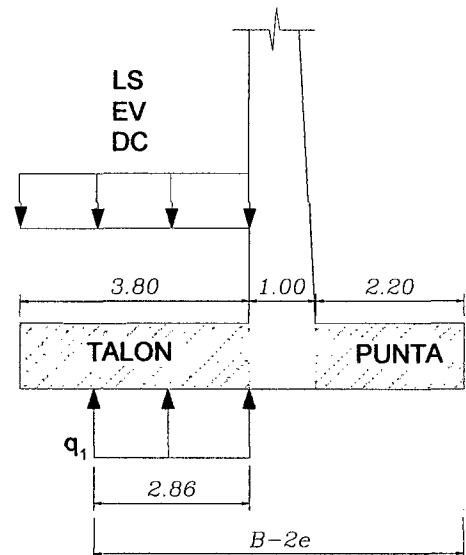 LS
EV
DC
3.80
1.00
2.20
TALON
PUNTA
q1
2.86
B-2e